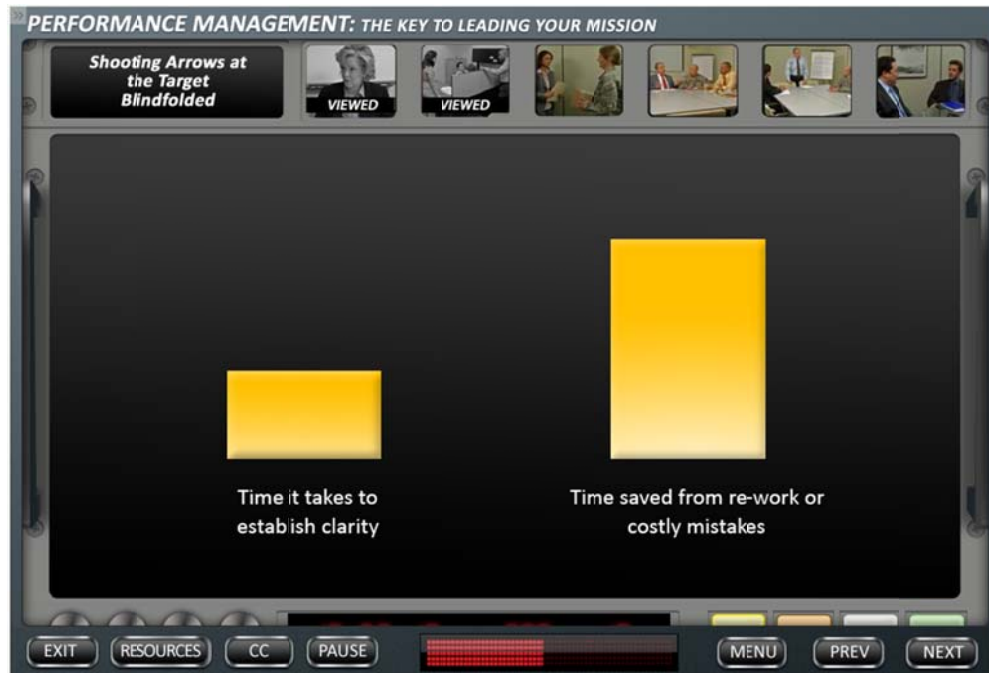 »
PERFORMANCE MANAGEMENT: THE KEY TO LEADING YOUR MISSION
Shooting Arrows at
the Target
Blindfolded
VIEWED
VIEWED
Time it takes to
establish clarity
Time saved from re-work or
costly mistakes
EXIT
RESOURCES
CC
PAUSE
MENU
PREV
NEXT